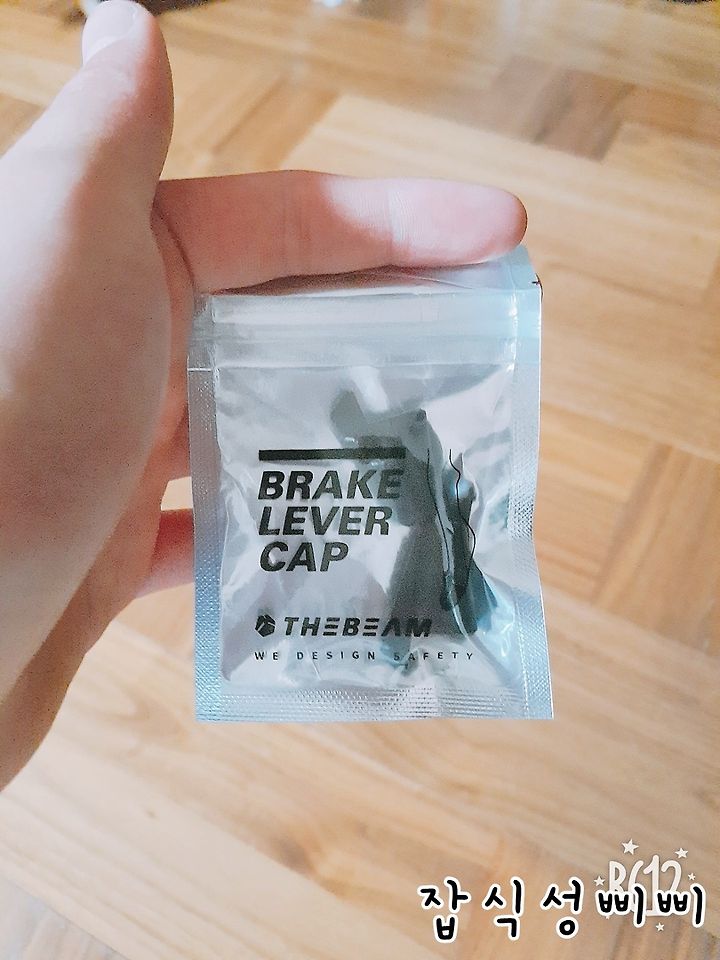 BRAKE
LEVER
CAP
THEBEAM
WE DESIGN SAFETY
B612
잡식성삐삐